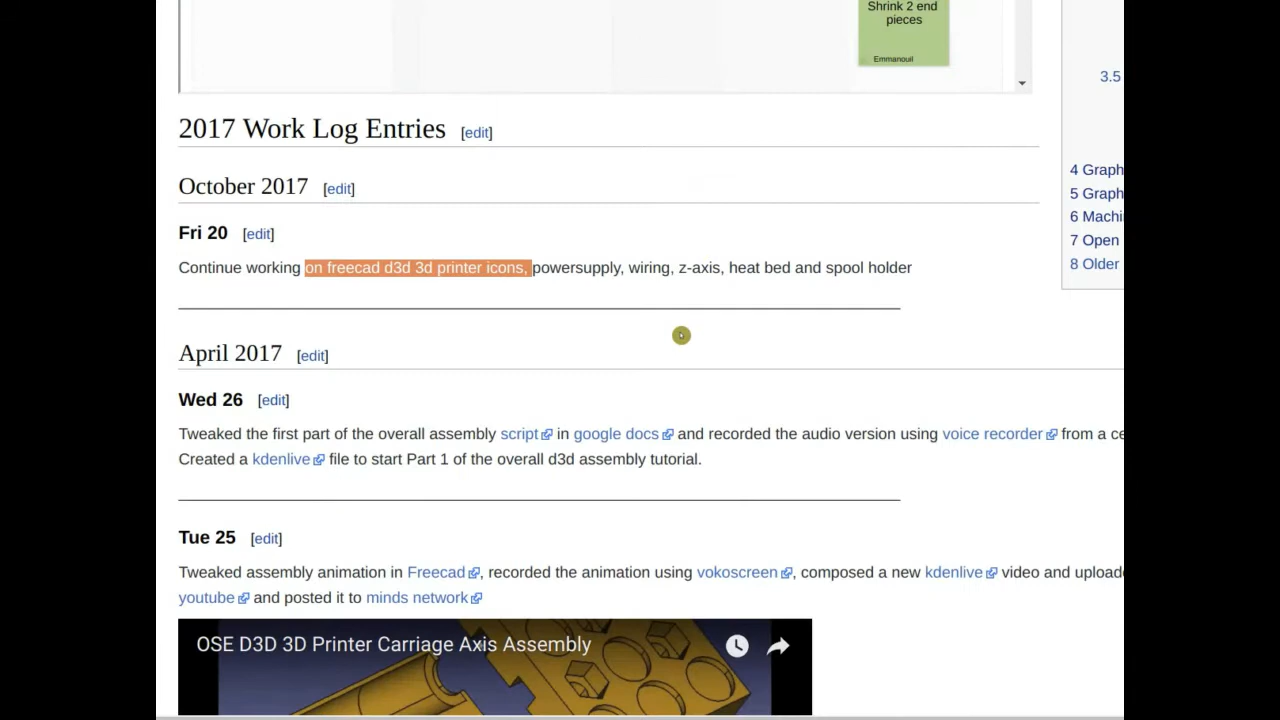 Shrink 2 end
pieces
Emmanouil
3.5
2017 Work Log Entries [edit]
4 Graph
5 Graph
October 2017 [edit]
6 Machi
Fri 20 [edit]
7 Open
8 Older
Continue working on freecad d3d 3d printer icons, powersupply, wiring, z-axis, heat bed and spool holder
April 2017 [edit]
Wed 26 [edit]
Tweaked the first part of the overall assembly script in google docs and recorded the audio version using voice recorder from a ce
Created a kdenlive file to start Part 1 of the overall d3d assembly tutorial.
Tue 25 [edit]
Tweaked assembly animation in Freecad, recorded the animation using vokoscreen, composed a new kdenlive video and uploade
youtube and posted it to minds network
OSE D3D 3D Printer Carriage Axis Assembly